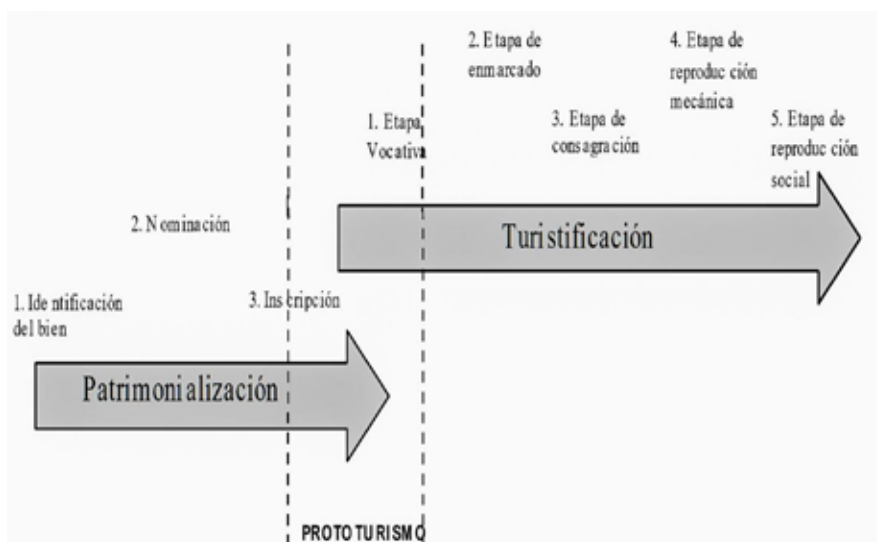 2. Etapa de
enmarcado
4. Etapa de
reproducción
mecánica
1. Etapa
Vocativa
3. Etapa de
consagración
5. Etapa de
reproducción
social
Turistificación
2. Nominación
1. Identificación
del bien
3. Inscripción
Patrimonialización
PROTOTURISMO